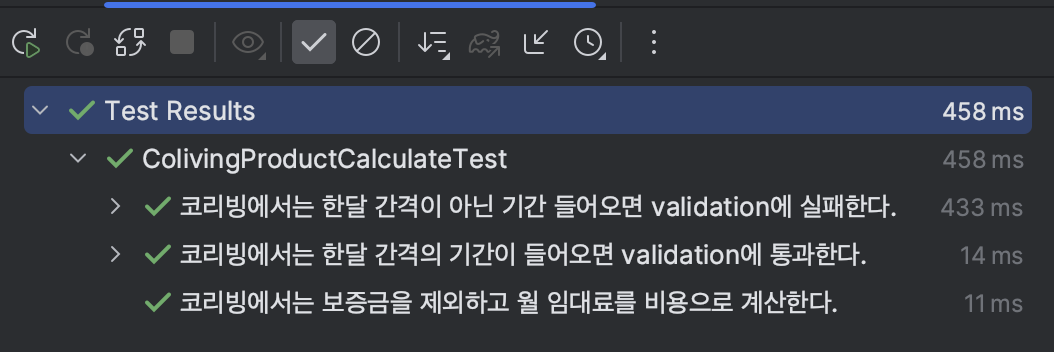 Test Results 458 ms
ColivingProductCalculateTest 458 ms
코리빙에서는 한달 간격이 아닌 기간 들어오면 validation에 실패한다. 433 ms
코리빙에서는 한달 간격의 기간이 들어오면 validation에 통과한다. 14 ms
코리빙에서는 보증금을 제외하고 월 임대료를 비용으로 계산한다. 11 ms